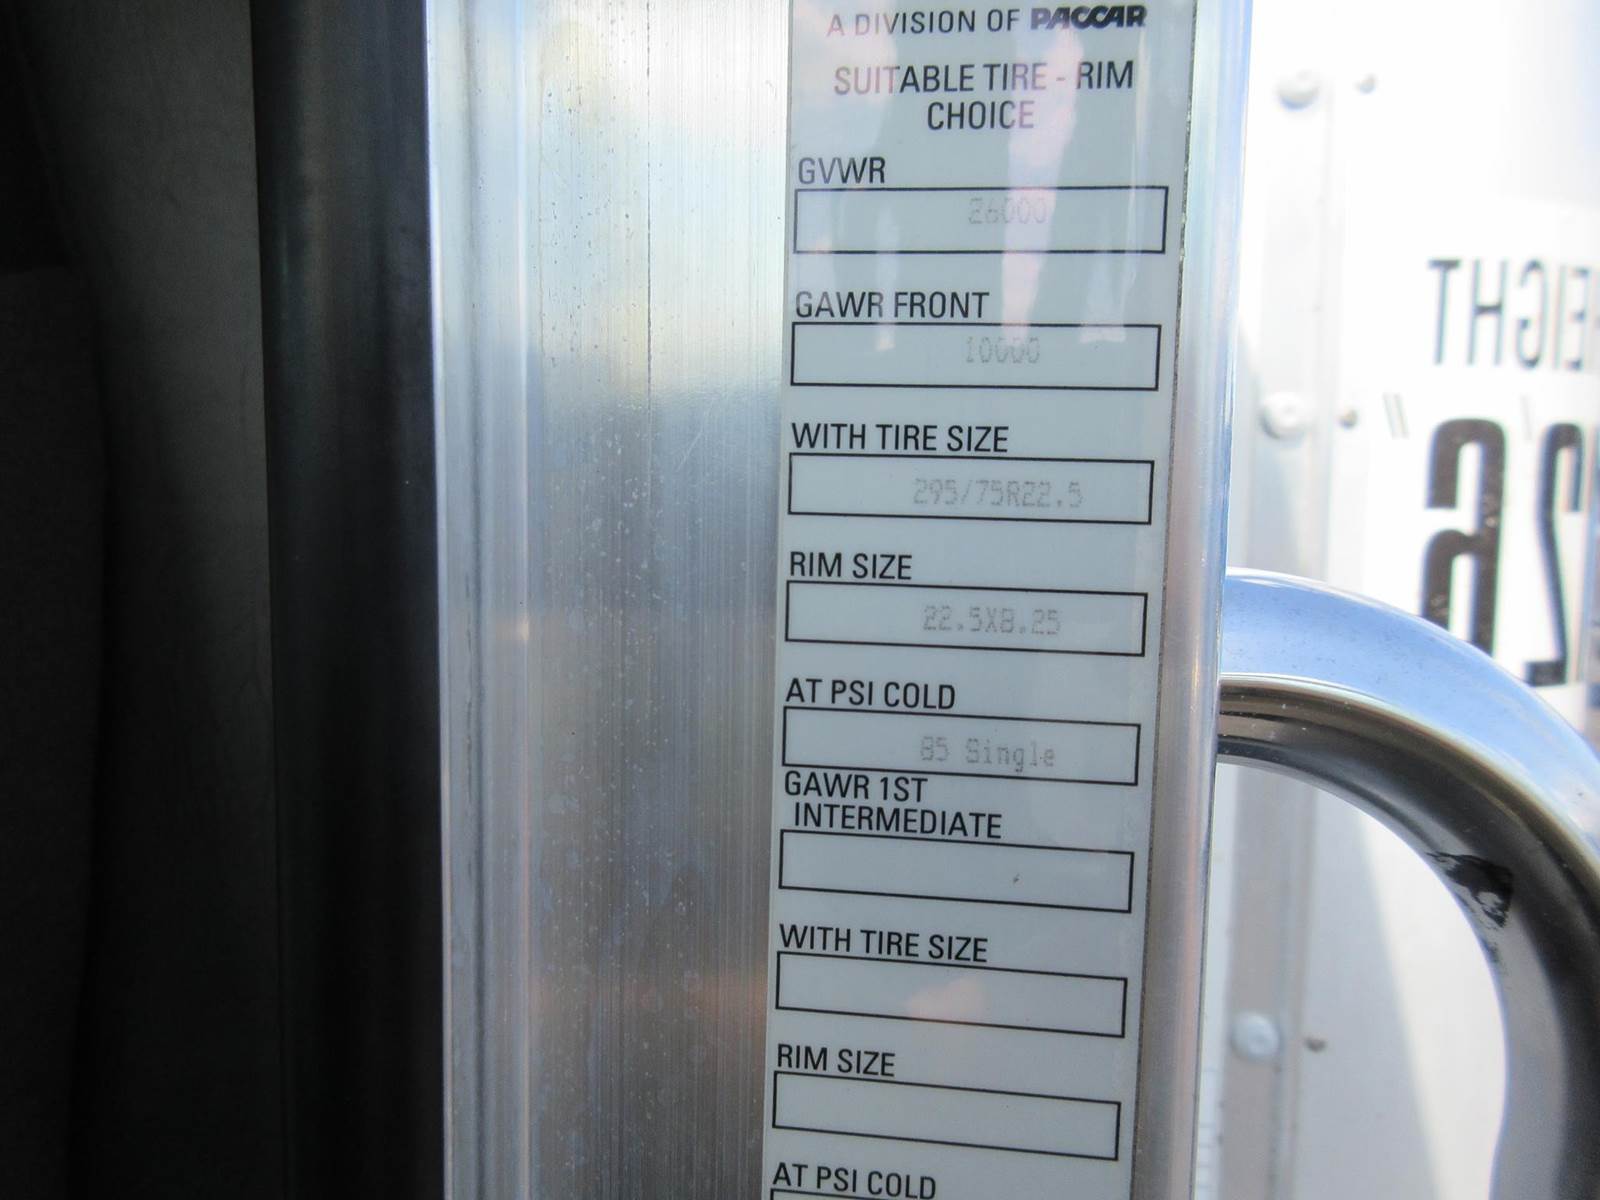 A DIVISION OF PACCAR
SUITABLE TIRE - RIM
CHOICE
GVWR
26000
GAWR FRONT
10000
WITH TIRE SIZE
295/75R22.5
RIM SIZE
22.5X8.25
AT PSI COLD
85 Single
GAWR 1ST
INTERMEDIATE
WITH TIRE SIZE
RIM SIZE
AT PSI COLD
HEIGHT